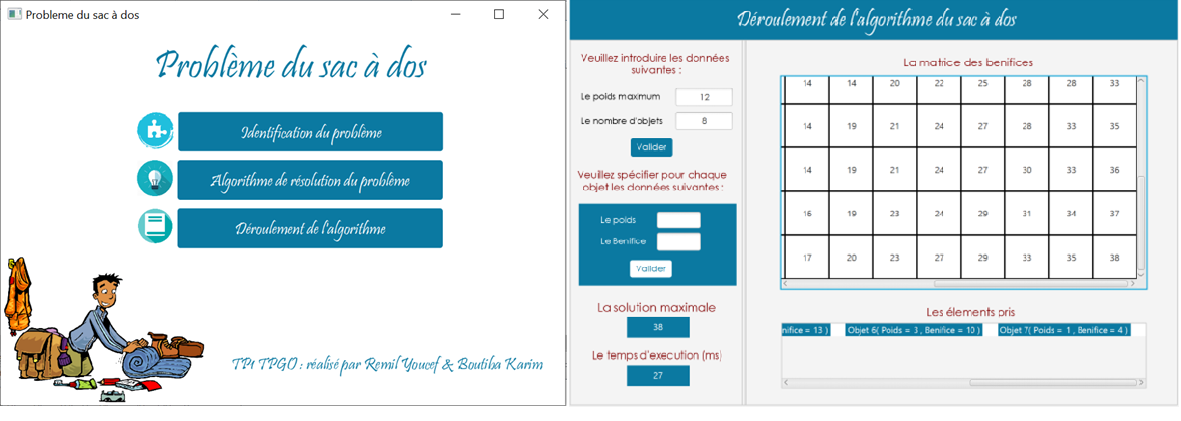 Probleme du sac à dos
Problème du sac à dos
Identification du problème
Algorithme de résolution du problème
Déroulement de l'algorithme
TP1 TPGO : réalisé par Remil Youcef & Boutiba Karim
Déroulement de l'algorithme du sac à dos
Veuillez introduire les données
suivantes :
Le poids maximum 12
Le nombre d'objets 8
Valider
Veuillez spécifier pour chaque
objet les données suivantes :
Le poids
Le Benifice
Valider
La solution maximale
38
Le temps d'execution (ms)
27
La matrice des benifices
14 14 20 22 25 28 28 33
14 19 21 24 27 28 33 35
14 19 21 24 27 30 33 36
16 19 23 24 29 31 34 37
17 20 23 27 29 33 35 38
Les élements pris
nifice = 13 ) Objet 6( Poids = 3 , Benifice = 10 ) Objet 7( Poids = 1 , Benifice = 4 )